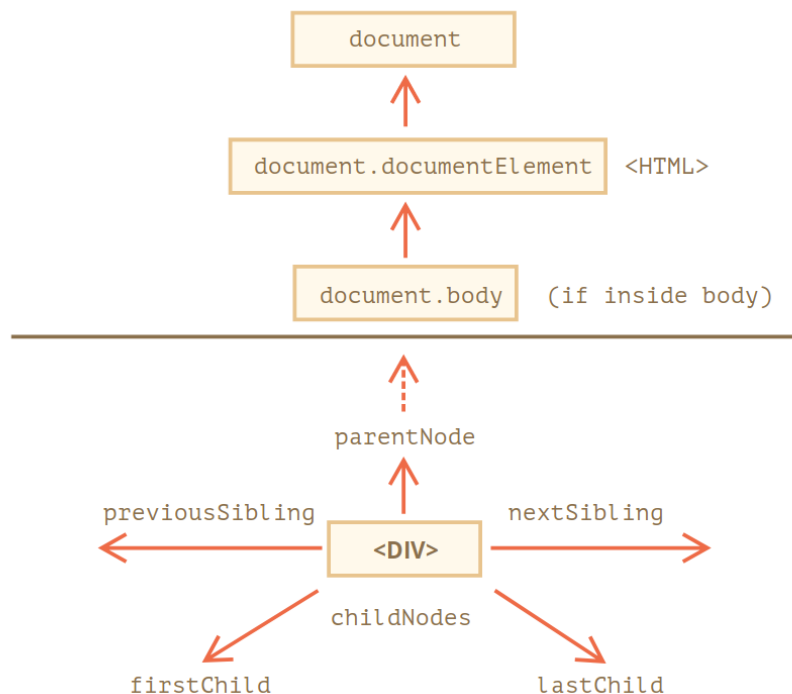 document
document.documentElement <HTML>
document.body (if inside body)
parentNode
previousSibling nextSibling
<DIV>
childNodes
firstChild lastChild